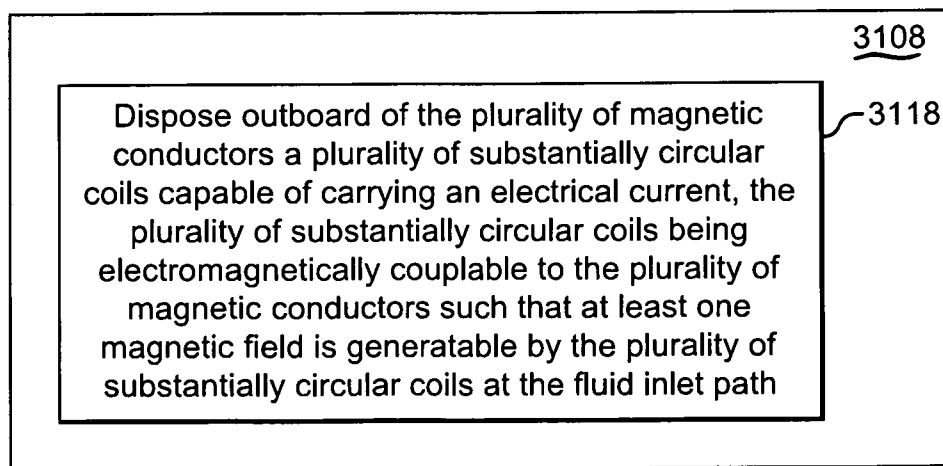 3108
Dispose outboard of the plurality of magnetic
conductors a plurality of substantially circular
coils capable of carrying an electrical current, the
plurality of substantially circular coils being
electromagnetically couplable to the plurality of
magnetic conductors such that at least one
magnetic field is generatable by the plurality of
substantially circular coils at the fluid inlet path
3118